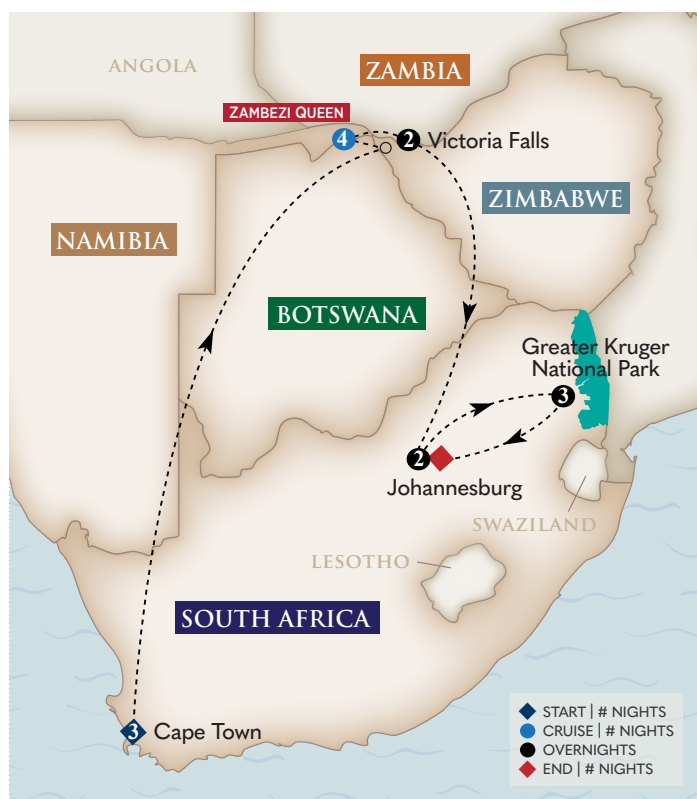 ANGOLA
ZAMBIA
ZAMBEZI QUEEN
4
2
Victoria Falls
ZIMBABWE
NAMIBIA
BOTSWANA
Greater Kruger
National Park
3
2
Johannesburg
SWAZILAND
LESOTHO
SOUTH AFRICA
3
Cape Town
START | # NIGHTS
CRUISE | # NIGHTS
OVERNIGHTS
END | # NIGHTS